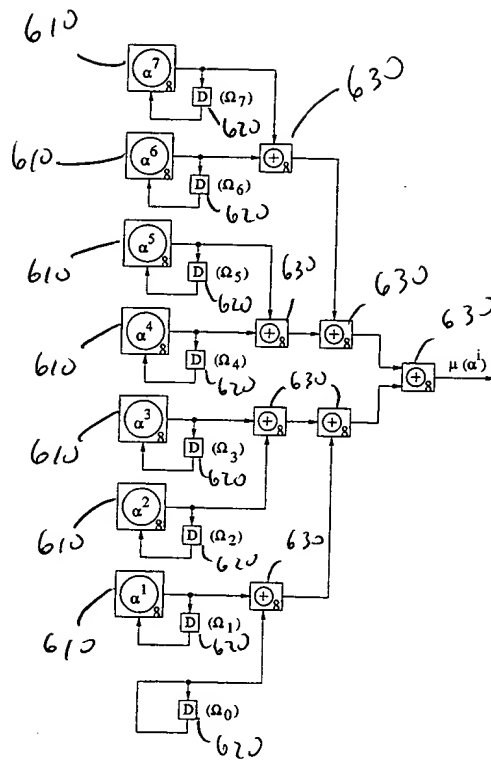 610
α⁷ 8
D (Ω₇)
620
630
610
α⁶ 8
+ 8
D (Ω₆)
620
610
α⁵ 8
D (Ω₅)
620
630
630
610
α⁴ 8
+ 8
+ 8
D (Ω₄)
620
630
+ 8
μ(αⁱ)
610
α³ 8
630
+ 8
+ 8
D (Ω₃)
620
610
α² 8
D (Ω₂)
620
630
610
α¹ 8
+ 8
D (Ω₁)
620
D (Ω₀)
620